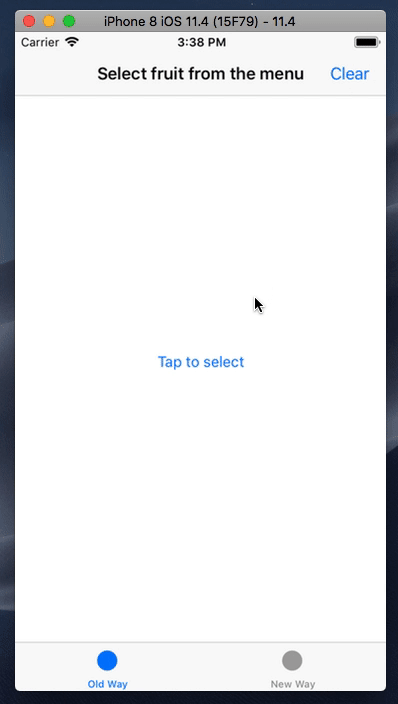 iPhone 8 iOS 11.4 (15F79) - 11.4
Carrier 3:38 PM
Select fruit from the menu Clear
Tap to select
Old Way New Way